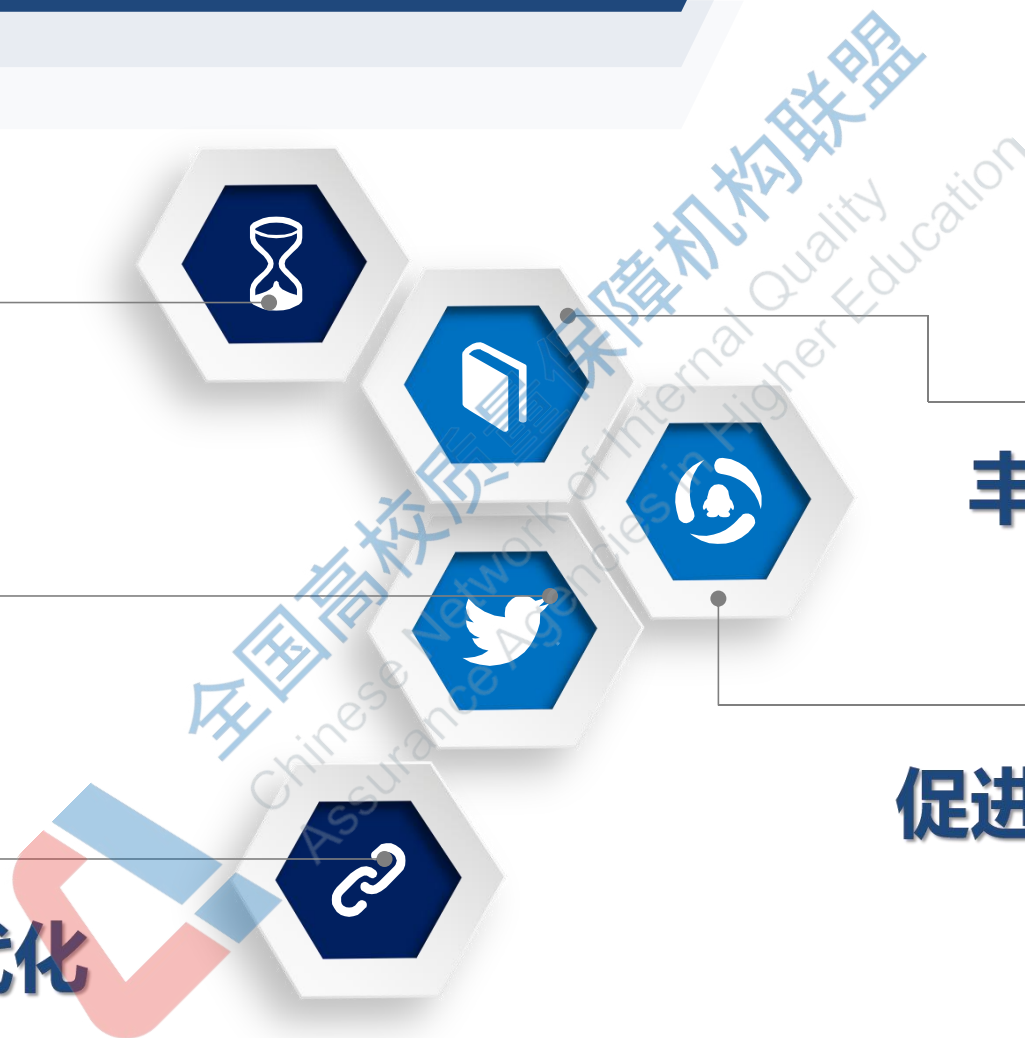 全国高校质量保障机构联盟
Chinese Network of Internal Quality
Assurance Agencies in Higher Education
丰
促进
化